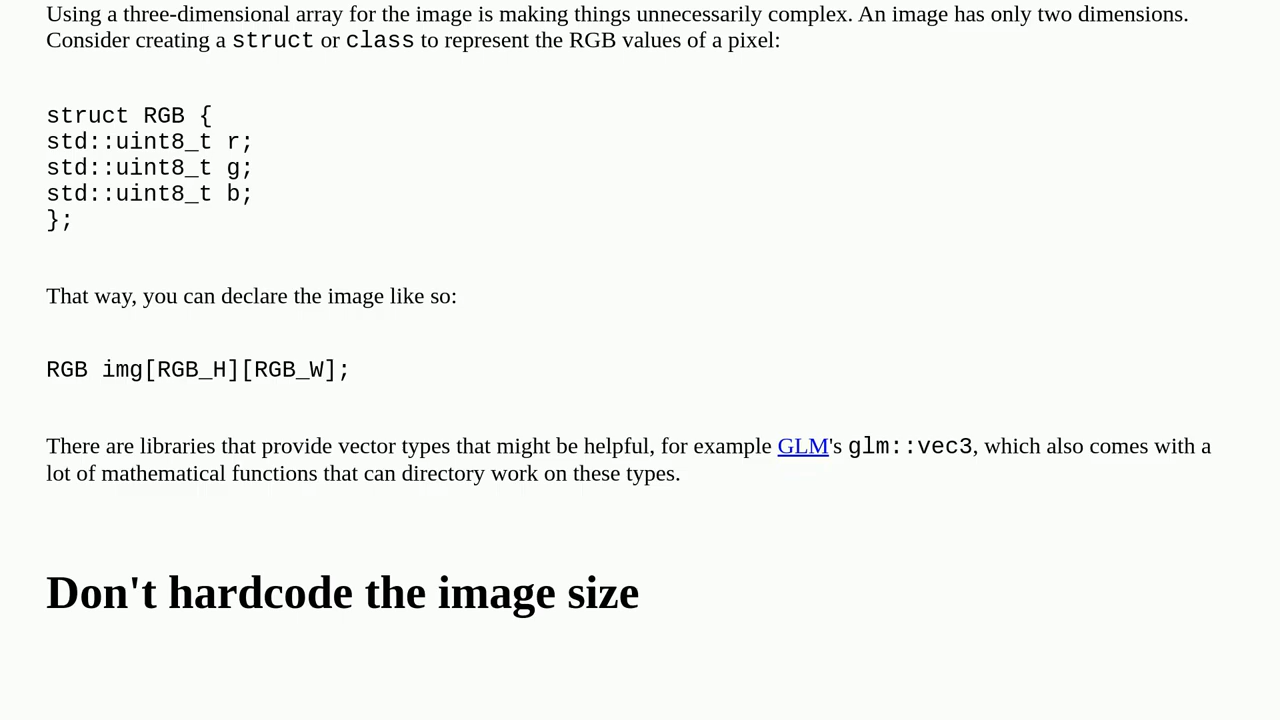 Using a three-dimensional array for the image is making things unnecessarily complex. An image has only two dimensions.
Consider creating a struct or class to represent the RGB values of a pixel:
struct RGB {
std::uint8_t r;
std::uint8_t g;
std::uint8_t b;
};
That way, you can declare the image like so:
RGB img[RGB_H][RGB_W];
There are libraries that provide vector types that might be helpful, for example GLM's glm::vec3, which also comes with a
lot of mathematical functions that can directory work on these types.
Don't hardcode the image size